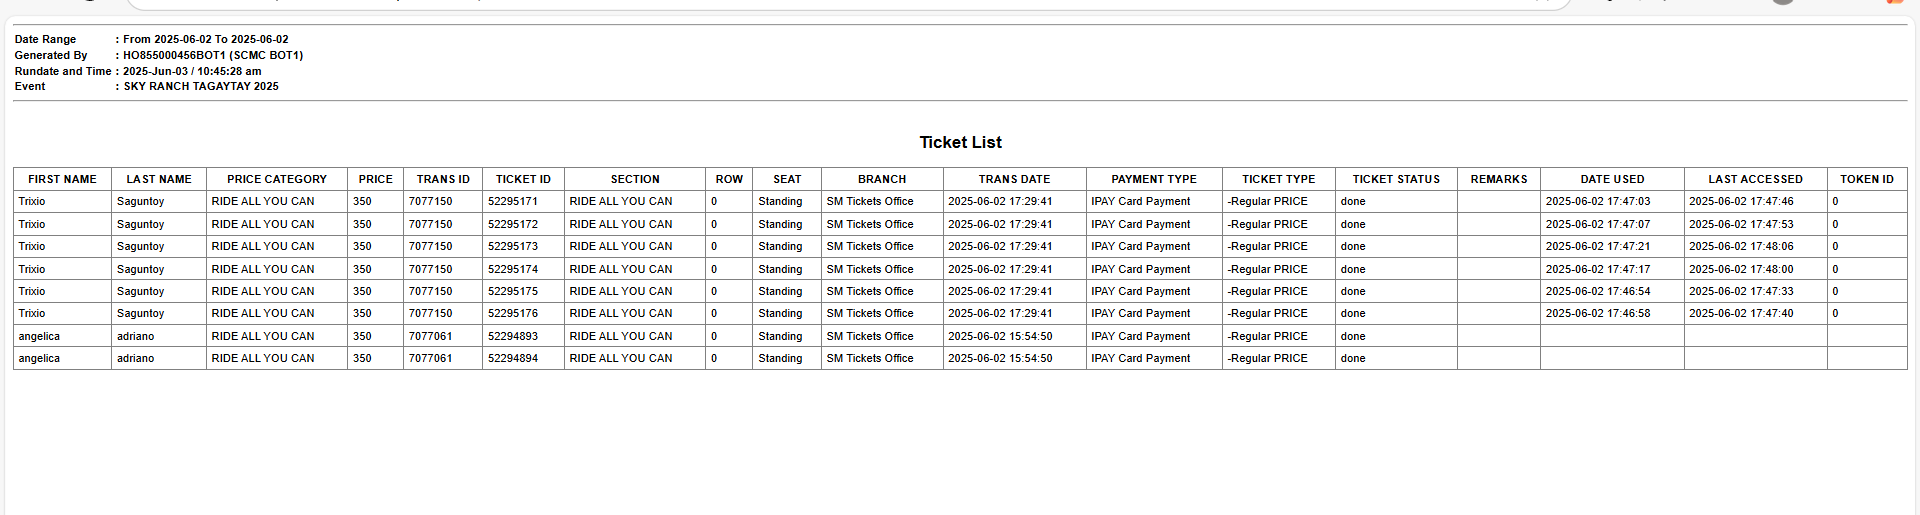 Date Range : From 2025-06-02 To 2025-06-02
Generated By : HO855000456BOT1 (SCMC BOT1)
Rundate and Time : 2025-Jun-03 / 10:45:28 am
Event : SKY RANCH TAGAYTAY 2025
Ticket List
FIRST NAME LAST NAME PRICE CATEGORY PRICE TRANS ID TICKET ID SECTION ROW SEAT BRANCH TRANS DATE PAYMENT TYPE TICKET TYPE TICKET STATUS REMARKS DATE USED LAST ACCESSED TOKEN ID
Trixio Saguntoy RIDE ALL YOU CAN 350 7077150 52295171 RIDE ALL YOU CAN 0 Standing SM Tickets Office 2025-06-02 17:29:41 IPAY Card Payment -Regular PRICE done 2025-06-02 17:47:03 2025-06-02 17:47:46 0
Trixio Saguntoy RIDE ALL YOU CAN 350 7077150 52295172 RIDE ALL YOU CAN 0 Standing SM Tickets Office 2025-06-02 17:29:41 IPAY Card Payment -Regular PRICE done 2025-06-02 17:47:07 2025-06-02 17:47:53 0
Trixio Saguntoy RIDE ALL YOU CAN 350 7077150 52295173 RIDE ALL YOU CAN 0 Standing SM Tickets Office 2025-06-02 17:29:41 IPAY Card Payment -Regular PRICE done 2025-06-02 17:47:21 2025-06-02 17:48:06 0
Trixio Saguntoy RIDE ALL YOU CAN 350 7077150 52295174 RIDE ALL YOU CAN 0 Standing SM Tickets Office 2025-06-02 17:29:41 IPAY Card Payment -Regular PRICE done 2025-06-02 17:47:17 2025-06-02 17:48:00 0
Trixio Saguntoy RIDE ALL YOU CAN 350 7077150 52295175 RIDE ALL YOU CAN 0 Standing SM Tickets Office 2025-06-02 17:29:41 IPAY Card Payment -Regular PRICE done 2025-06-02 17:46:54 2025-06-02 17:47:33 0
Trixio Saguntoy RIDE ALL YOU CAN 350 7077150 52295176 RIDE ALL YOU CAN 0 Standing SM Tickets Office 2025-06-02 17:29:41 IPAY Card Payment -Regular PRICE done 2025-06-02 17:46:58 2025-06-02 17:47:40 0
angelica adriano RIDE ALL YOU CAN 350 7077061 52294893 RIDE ALL YOU CAN 0 Standing SM Tickets Office 2025-06-02 15:54:50 IPAY Card Payment -Regular PRICE done
angelica adriano RIDE ALL YOU CAN 350 7077061 52294894 RIDE ALL YOU CAN 0 Standing SM Tickets Office 2025-06-02 15:54:50 IPAY Card Payment -Regular PRICE done